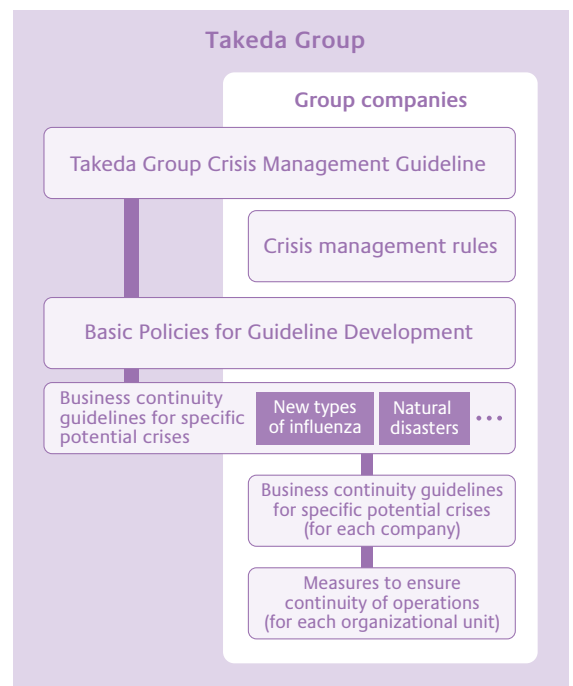 Takeda Group
Group companies
Takeda Group Crisis Management Guideline
Crisis management rules
Basic Policies for Guideline Development
Business continuity
guidelines for specific
potential crises
New types
of influenza
Natural
disasters
...
Business continuity guidelines
for specific potential crises
(for each company)
Measures to ensure
continuity of operations
(for each organizational unit)